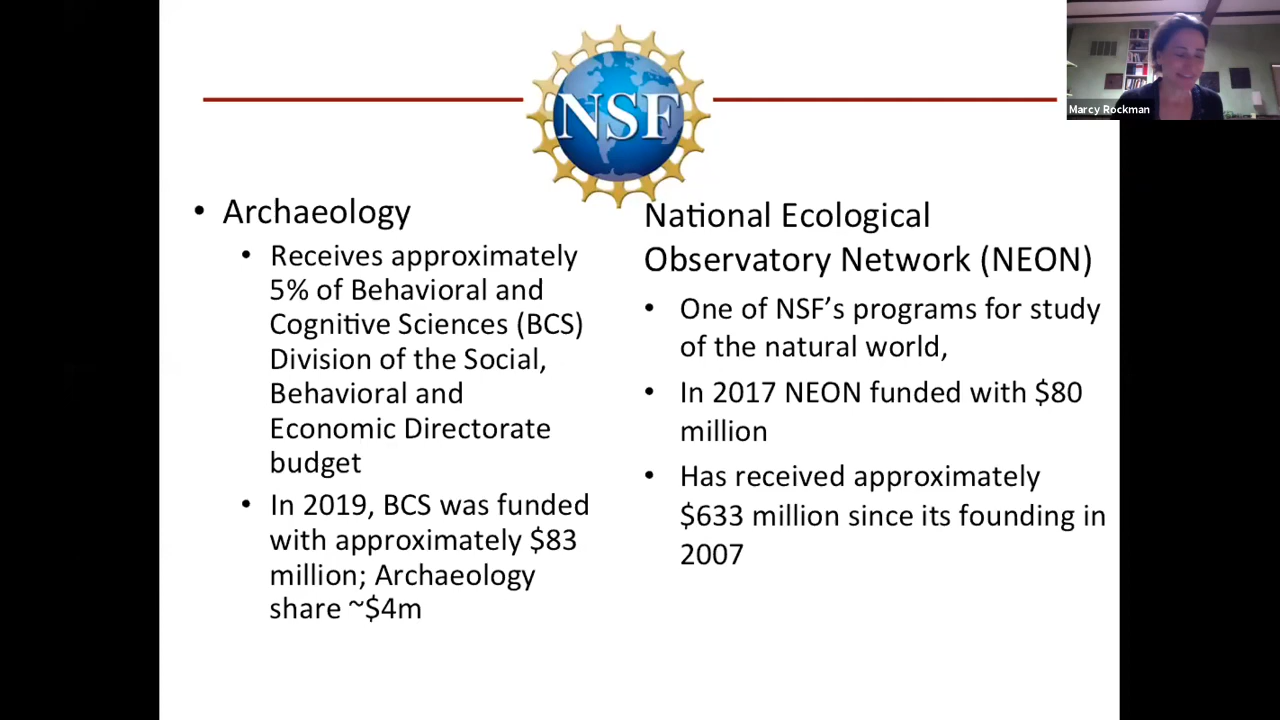 NSF
Marcy Rockman
• Archaeology
• Receives approximately
5% of Behavioral and
Cognitive Sciences (BCS)
Division of the Social,
Behavioral and
Economic Directorate
budget
• In 2019, BCS was funded
with approximately $83
million; Archaeology
share ~$4m
National Ecological
Observatory Network (NEON)
• One of NSF’s programs for study
of the natural world,
• In 2017 NEON funded with $80
million
• Has received approximately
$633 million since its founding in
2007